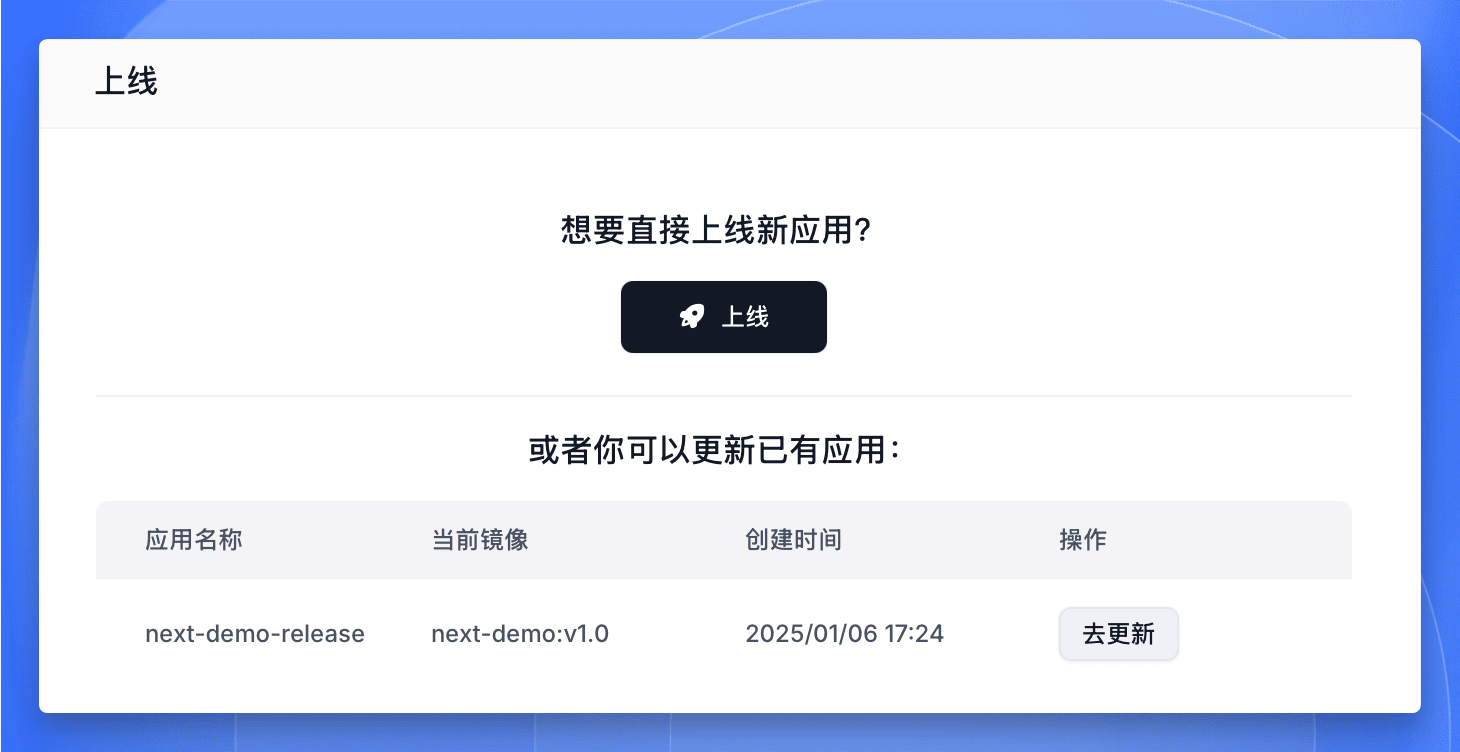 上线
想要直接上线新应用?
上线
或者你可以更新已有应用：
应用名称 当前镜像 创建时间 操作
next-demo-release next-demo:v1.0 2025/01/06 17:24 去更新